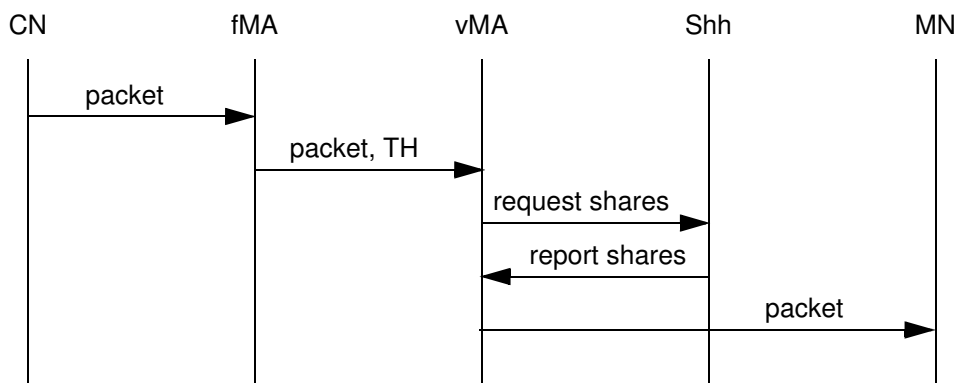 CN fMA vMA Shh MN
packet
packet, TH
request shares
report shares
packet